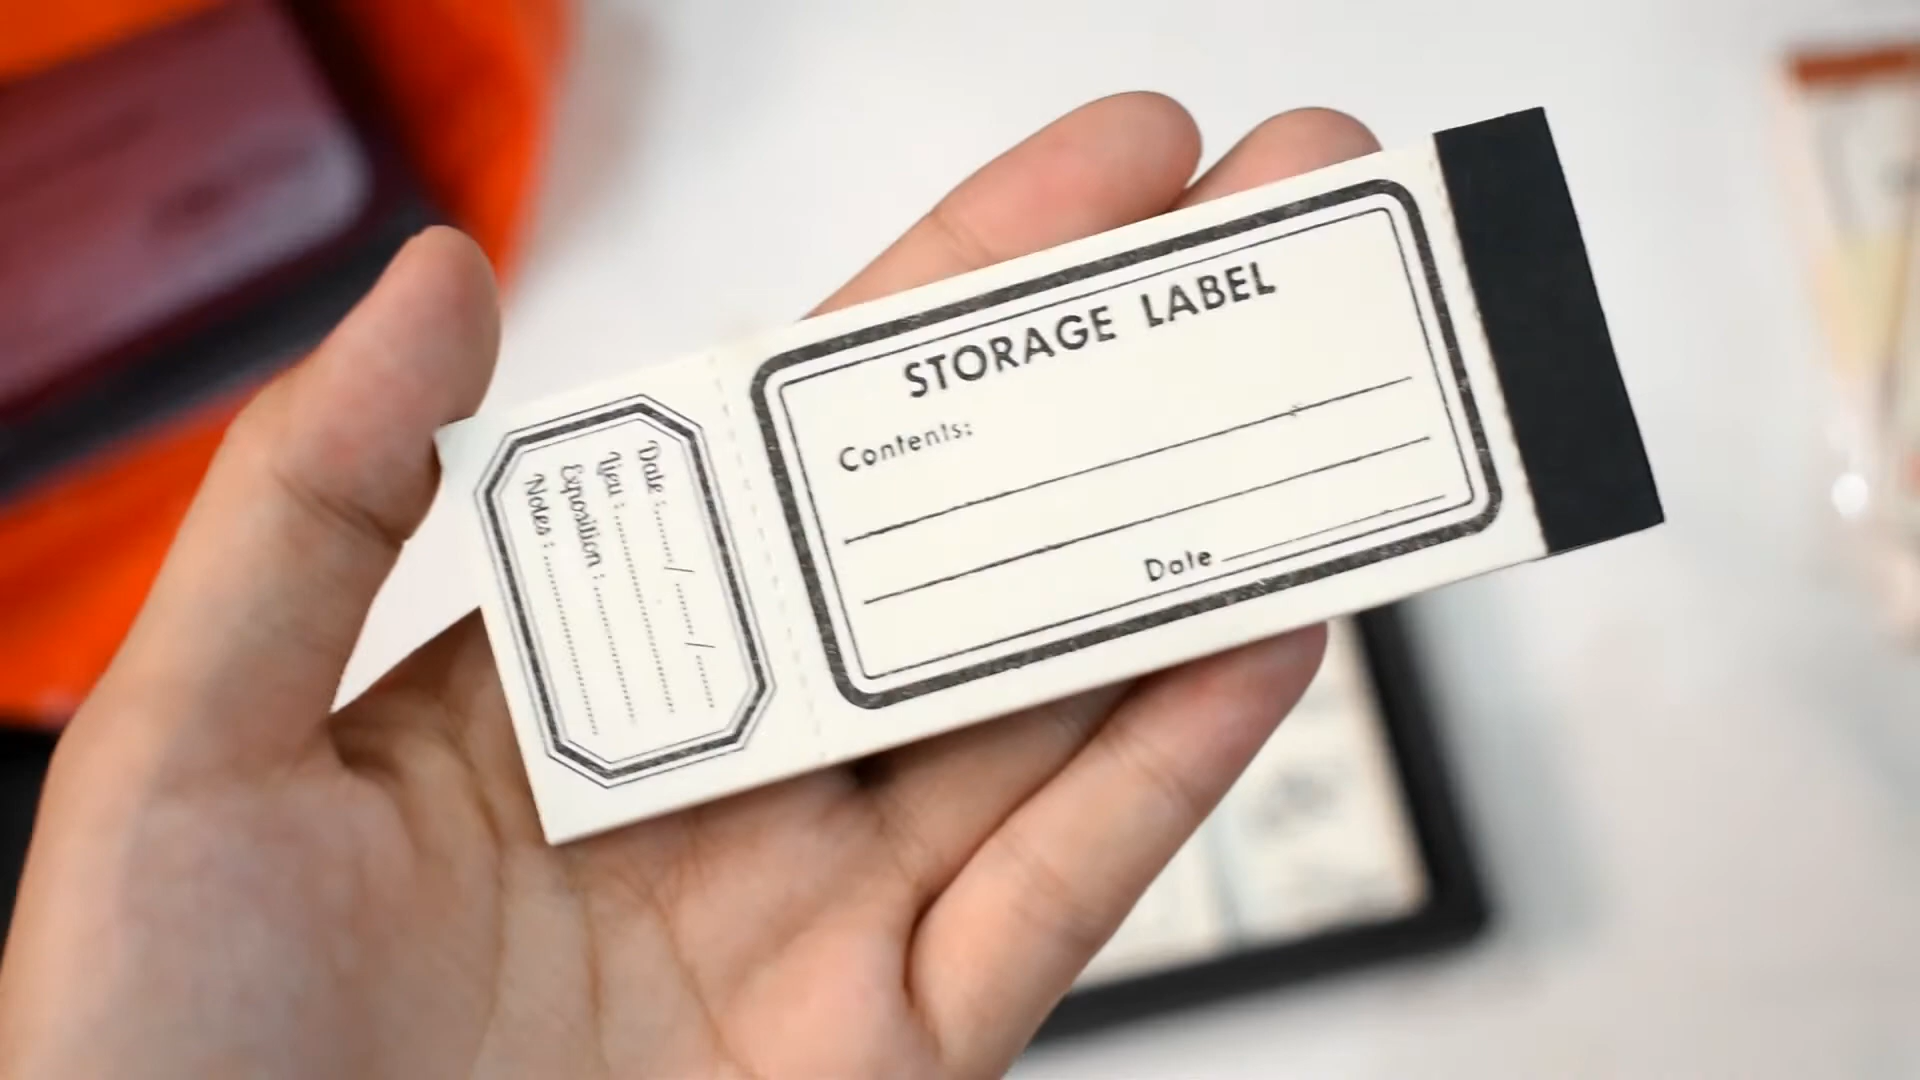 STORAGE LABEL
Contents:
Date
Date : / /
Lieu :
Exposition :
Notes :